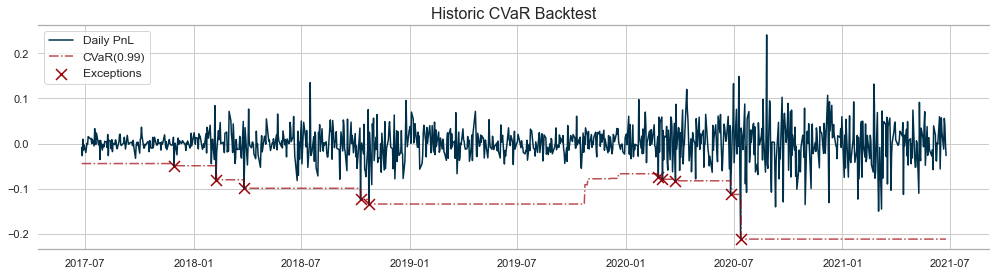 Historic CVaR Backtest
Daily PnL
CVaR(0.99)
Exceptions
0.2
0.1
0.0
−0.1
−0.2
2017-07 2018-01 2018-07 2019-01 2019-07 2020-01 2020-07 2021-01 2021-07